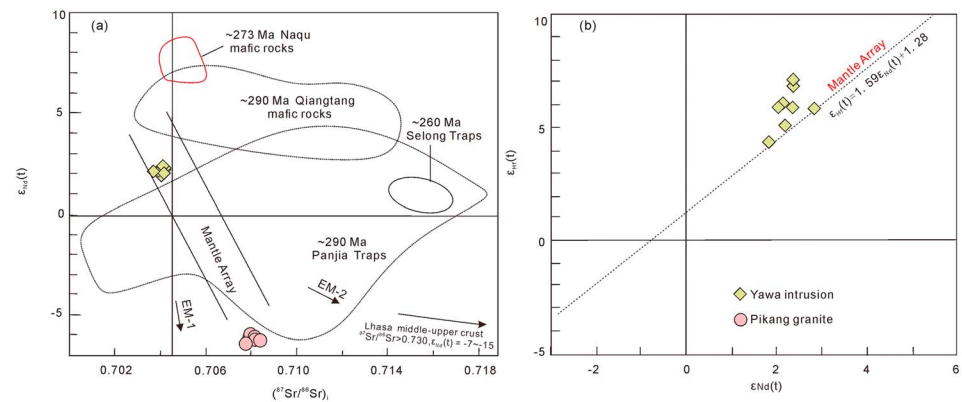 (a)
10
5
0
-5
εNd(t)
0.702
0.706
0.710
0.714
0.718
(⁸⁷Sr/⁸⁶Sr)i
~273 Ma Naqu
mafic rocks
~290 Ma Qiangtang
mafic rocks
~260 Ma
Selong Traps
~290 Ma
Panjia Traps
Mantle Array
EM-1
EM-2
Lhasa middle-upper crust
⁸⁷Sr/⁸⁶Sr>0.730,εNd(t) = -7~-15
(b)
10
5
0
-5
εHf(t)
-3
0
2
4
6
εNd(t)
Mantle Array
εHf(t)=1.59εNd(t)+1.28
Yawa intrusion
Pikang granite